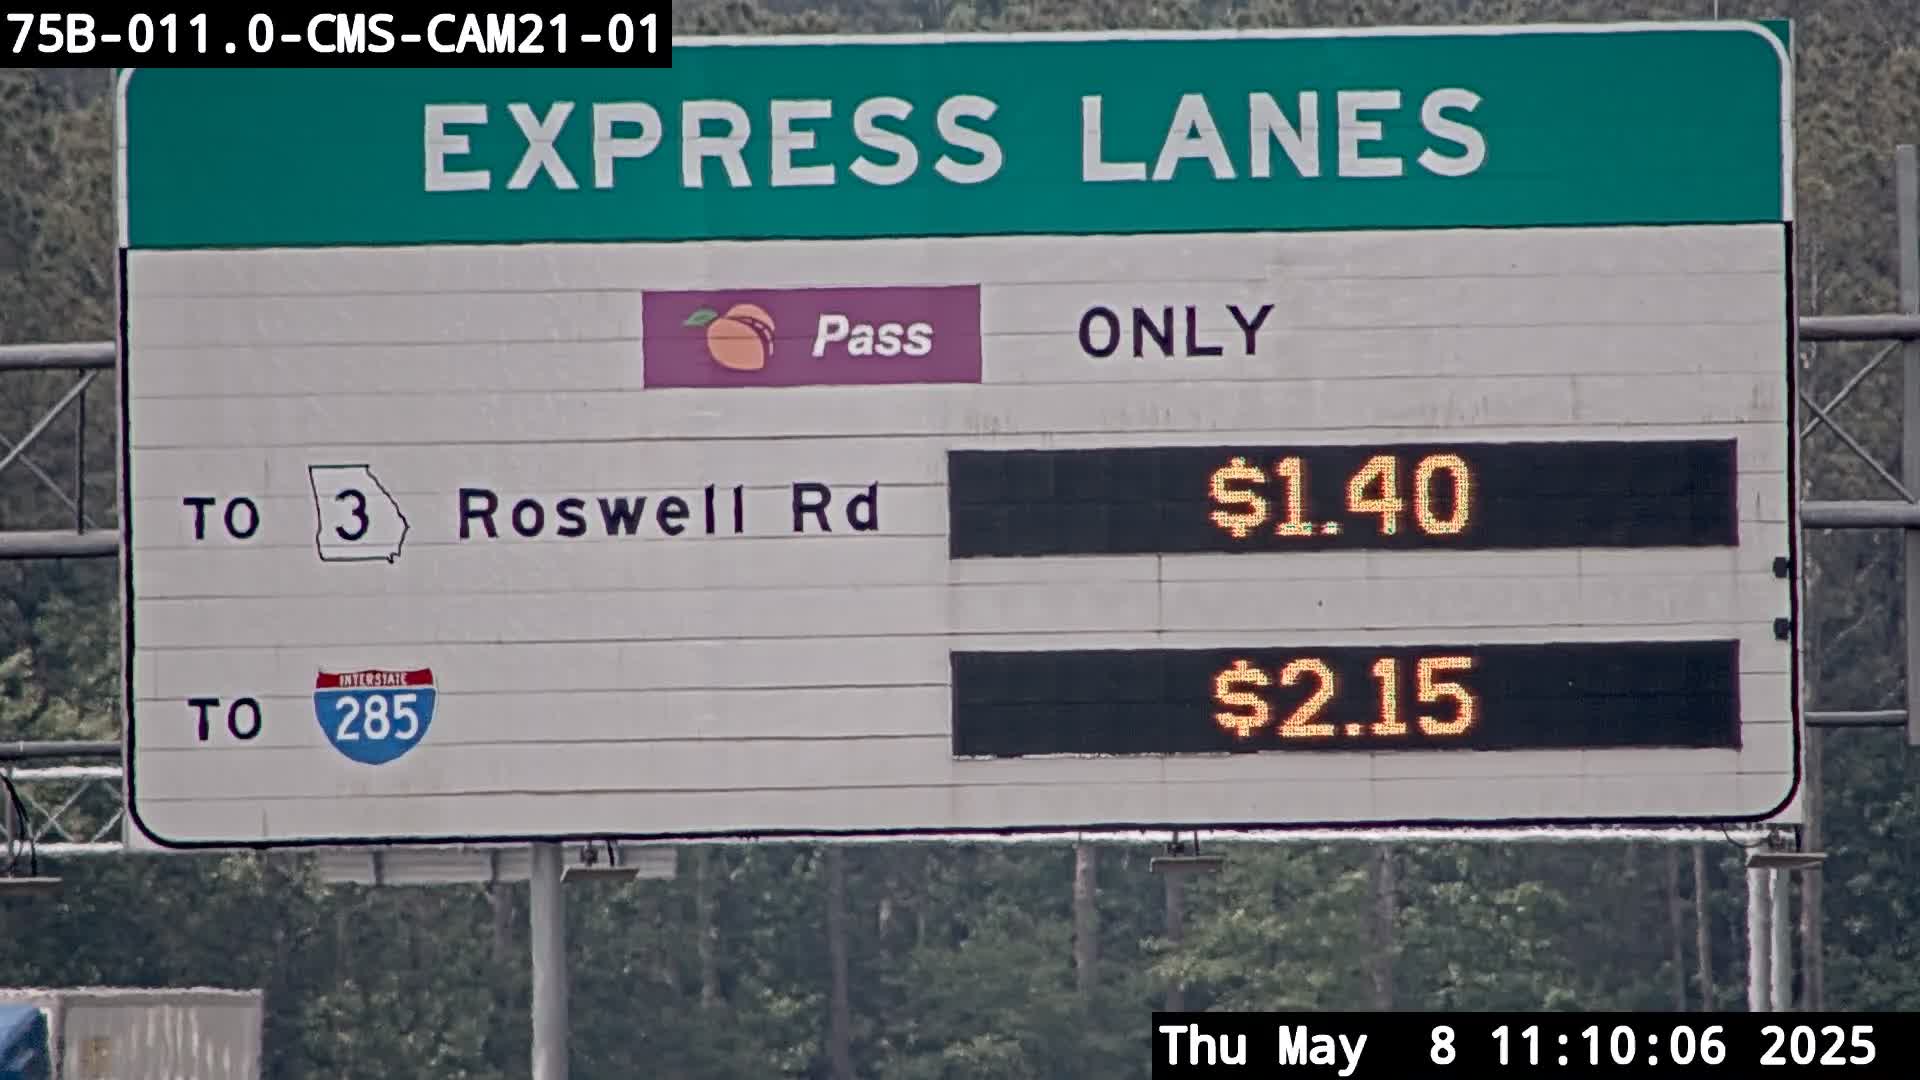 75B-011.0-CMS-CAM21-01
EXPRESS LANES
Pass ONLY
TO 3 Roswell Rd $1.40
TO INTERSTATE 285 $2.15
Thu May 8 11:10:06 2025